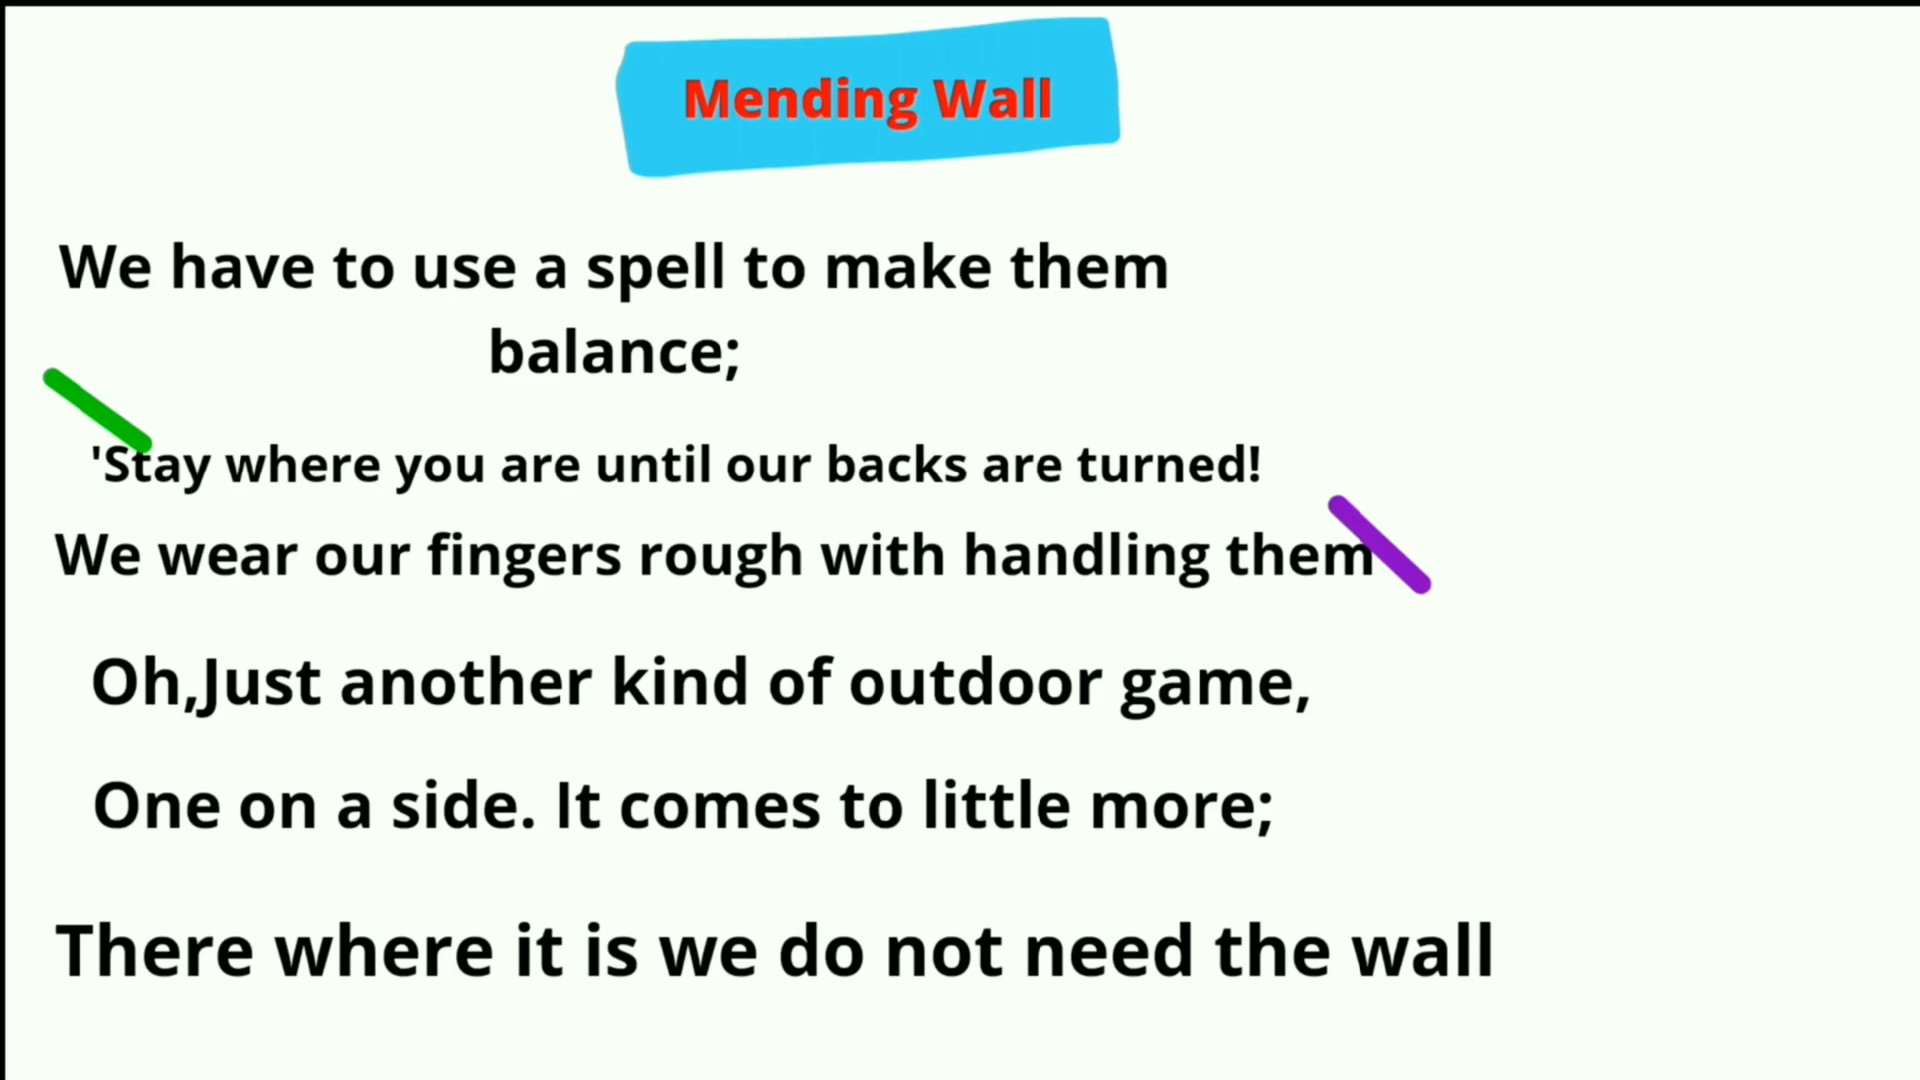 Mending Wall
We have to use a spell to make them
balance;
'Stay where you are until our backs are turned!
We wear our fingers rough with handling them
Oh,Just another kind of outdoor game,
One on a side. It comes to little more;
There where it is we do not need the wall